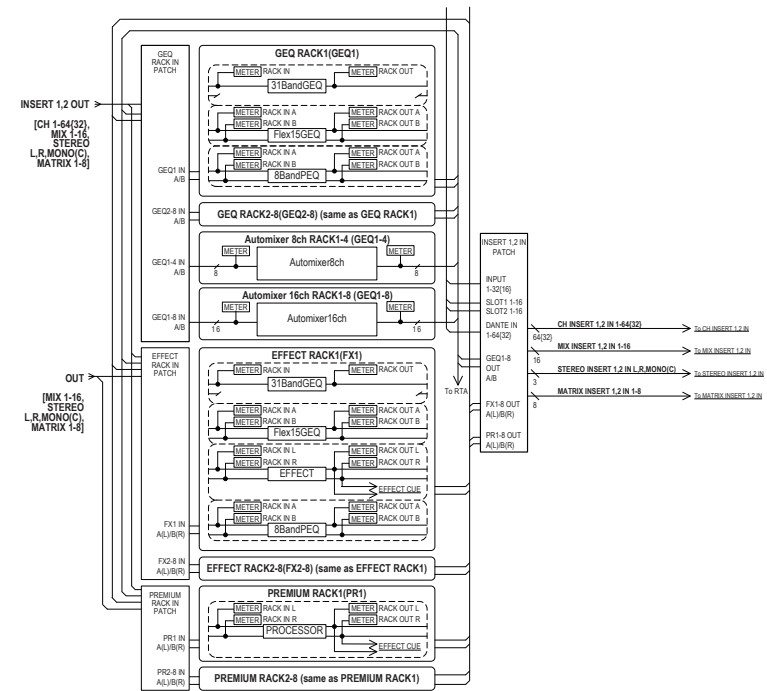 INSERT 1,2 OUT
[CH 1-64{32},
MIX 1-16,
STEREO
L,R,MONO(C),
MATRIX 1-8]
OUT
[MIX 1-16,
STEREO
L,R,MONO(C),
MATRIX 1-8]
GEQ
RACK IN
PATCH
GEQ1 IN
A/B
GEQ2-8 IN
A/B
GEQ1-4 IN
A/B
GEQ1-8 IN
A/B
GEQ RACK1(GEQ1)
METER RACK IN METER RACK OUT
31BandGEQ
METER RACK IN A METER RACK OUT A
METER RACK IN B METER RACK OUT B
Flex15GEQ
METER RACK IN A METER RACK OUT A
METER RACK IN B METER RACK OUT B
8BandPEQ
GEQ RACK2-8(GEQ2-8) (same as GEQ RACK1)
Automixer 8ch RACK1-4 (GEQ1-4)
METER METER
Automixer8ch
8 8
Automixer 16ch RACK1-8 (GEQ1-8)
METER METER
Automixer16ch
16 16
EFFECT
RACK IN
PATCH
FX1 IN
A(L)/B(R)
FX2-8 IN
A(L)/B(R)
EFFECT RACK1(FX1)
METER RACK IN METER RACK OUT
31BandGEQ
METER RACK IN A METER RACK OUT A
METER RACK IN B METER RACK OUT B
Flex15GEQ
METER RACK IN L METER RACK OUT L
METER RACK IN R METER RACK OUT R
EFFECT
EFFECT CUE
METER RACK IN A METER RACK OUT A
METER RACK IN B METER RACK OUT B
8BandPEQ
EFFECT RACK2-8(FX2-8) (same as EFFECT RACK1)
PREMIUM
RACK IN
PATCH
PR1 IN
A(L)/B(R)
PR2-8 IN
A(L)/B(R)
PREMIUM RACK1(PR1)
METER RACK IN L METER RACK OUT L
METER RACK IN R METER RACK OUT R
PROCESSOR
EFFECT CUE
PREMIUM RACK2-8 (same as PREMIUM RACK1)
To RTA
INSERT 1,2 IN
PATCH
INPUT
1-32{16}
SLOT1 1-16
SLOT2 1-16
DANTE IN
1-64{32}
GEQ1-8
OUT
A/B
FX1-8 OUT
A(L)/B(R)
PR1-8 OUT
A(L)/B(R)
CH INSERT 1,2 IN 1-64{32} To CH INSERT 1,2 IN
64{32}
MIX INSERT 1,2 IN 1-16 To MIX INSERT 1,2 IN
16
STEREO INSERT 1,2 IN L,R,MONO(C) To STEREO INSERT 1,2 IN
3
MATRIX INSERT 1,2 IN 1-8 To MATRIX INSERT 1,2 IN
8